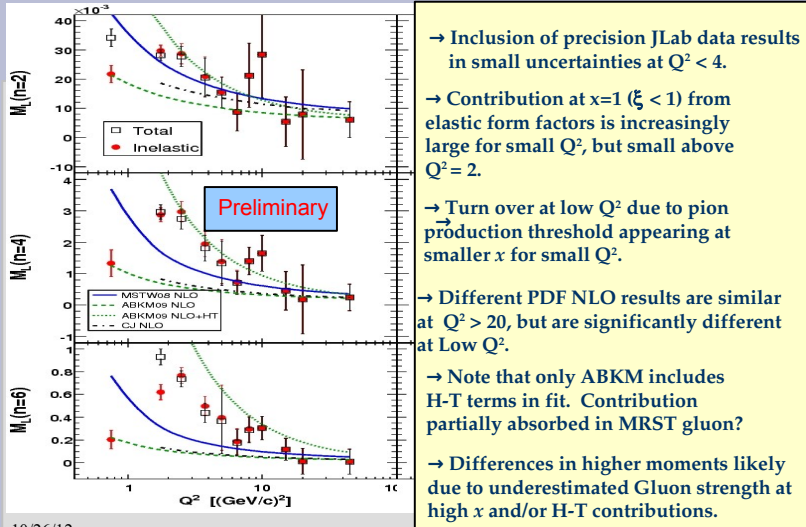 ×10⁻³
40
30
20
10
0
-10
M_L(n=2)
□ Total
● Inelastic
4
3
2
1
0
-1
M_L(n=4)
Preliminary
MSTW08 NLO
ABKM09 NLO
ABKM09 NLO+HT
CJ NLO
1
0.8
0.6
0.4
0.2
0
M_L(n=6)
1
10
10
Q² [(GeV/c)²]
→ Inclusion of precision JLab data results
in small uncertainties at Q² < 4.
→ Contribution at x=1 (ξ < 1) from
elastic form factors is increasingly
large for small Q², but small above
Q² = 2.
→ Turn over at low Q² due to pion
→
production threshold appearing at
smaller x for small Q².
→ Different PDF NLO results are similar
at Q² > 20, but are significantly different
at Low Q².
→ Note that only ABKM includes
H-T terms in fit. Contribution
partially absorbed in MRST gluon?
→ Differences in higher moments likely
due to underestimated Gluon strength at
high x and/or H-T contributions.